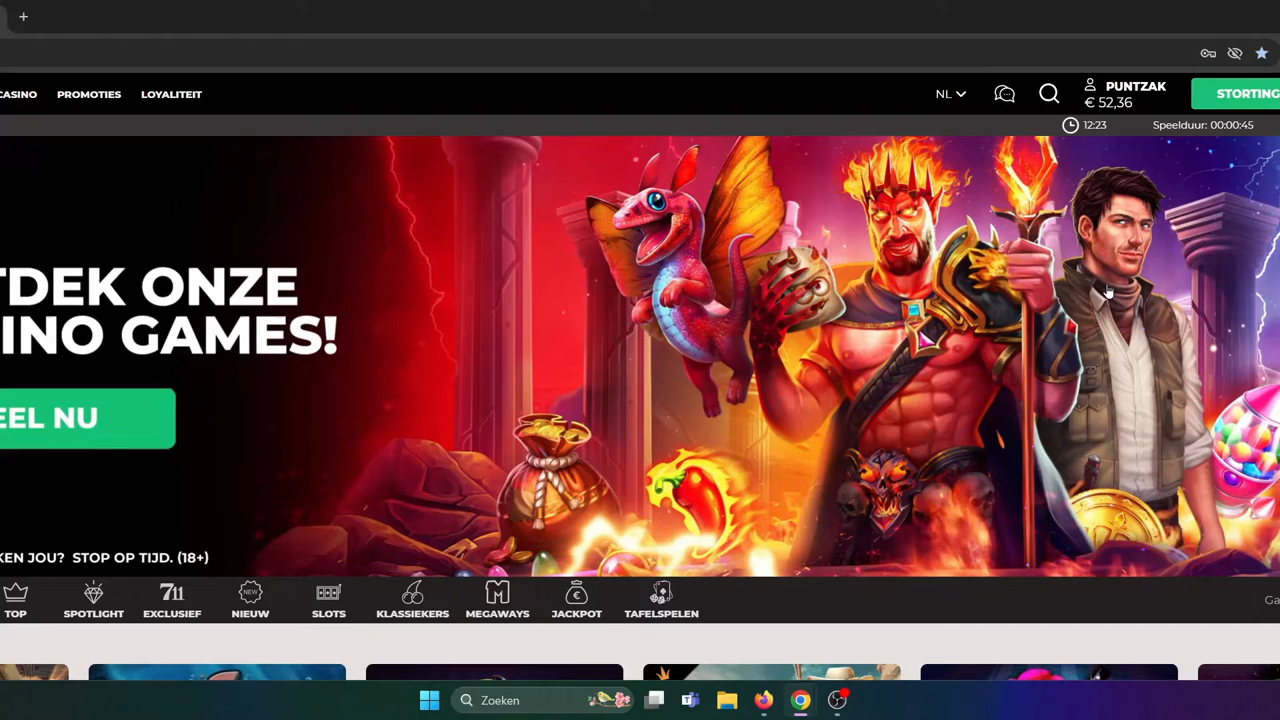 CASINO PROMOTIES LOYALITEIT NL PUNTZAK STORTING
€ 52,36
12:23 Speelduur: 00:00:45
TDEK ONZE
INO GAMES!
EEL NU
KEN JOU? STOP OP TIJD. (18+)
TOP SPOTLIGHT EXCLUSIEF NIEUW SLOTS KLASSIEKERS MEGAWAYS JACKPOT TAFELSPELEN Ga
711 NEW
Zoeken